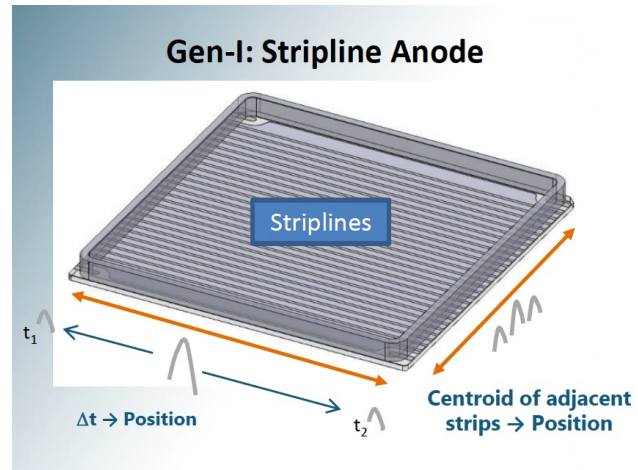 Gen-I: Stripline Anode
Striplines
t₁
Δt → Position
t₂
Centroid of adjacent
strips → Position